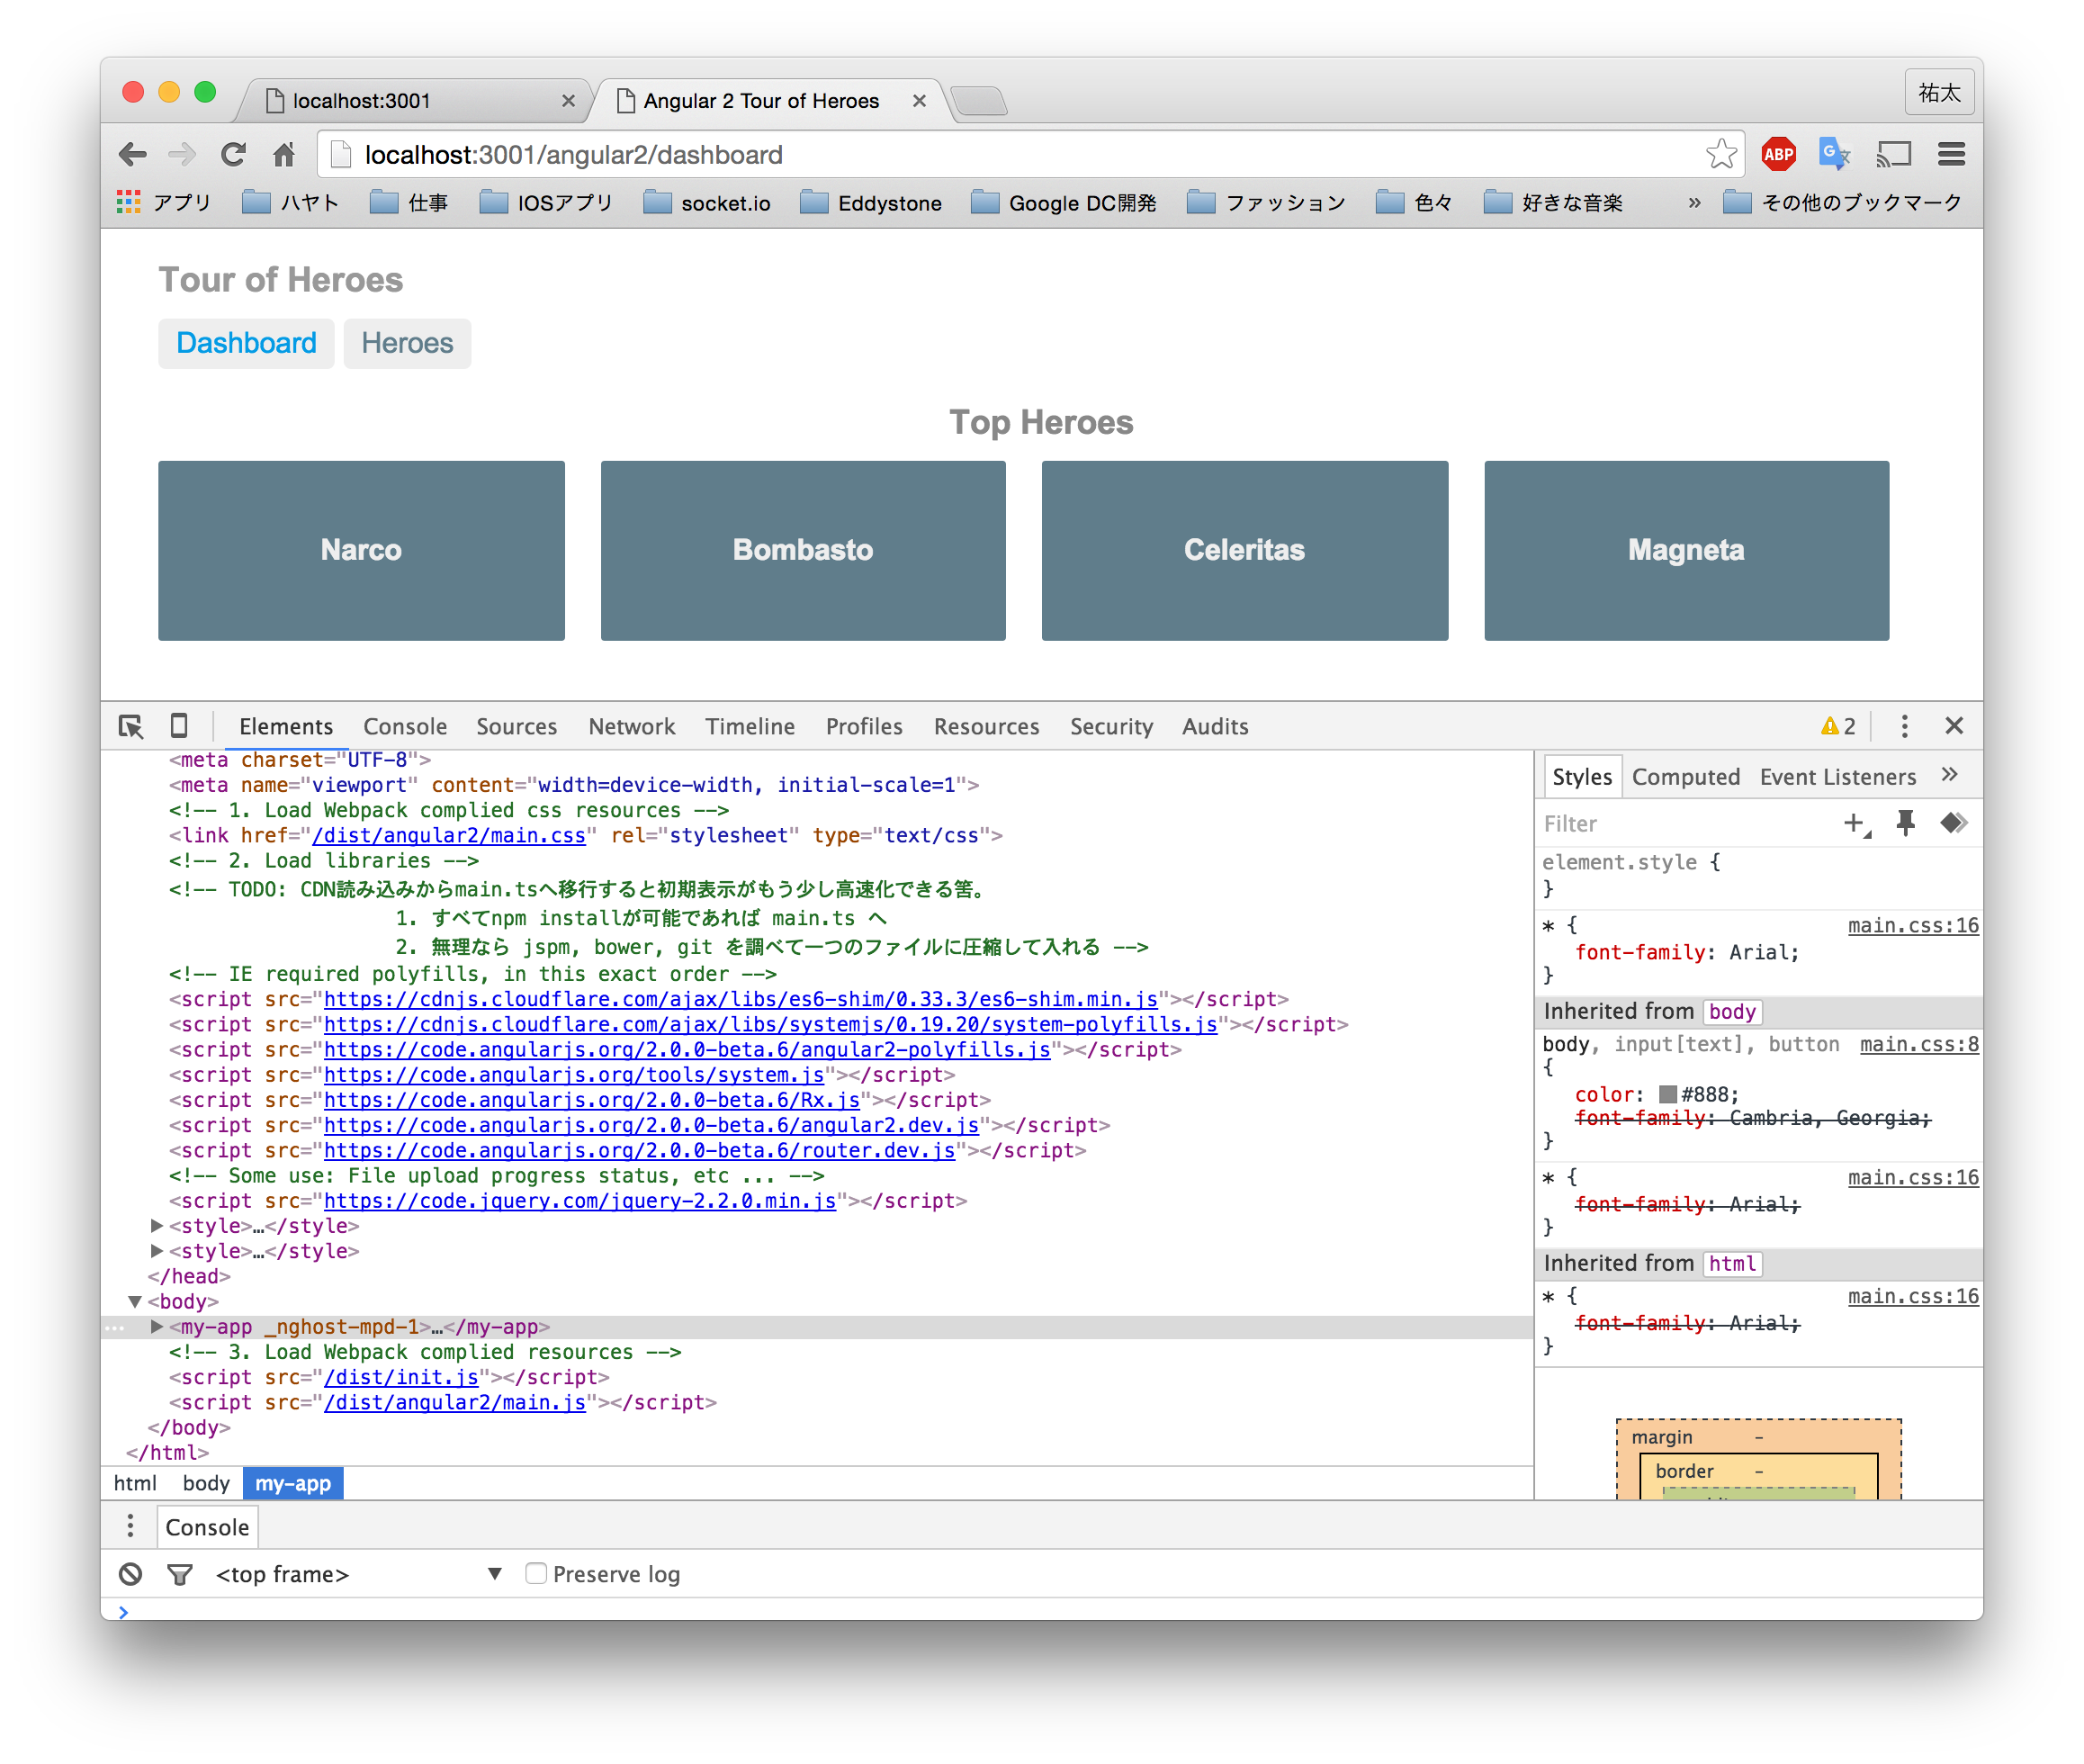 localhost:3001
Angular 2 Tour of Heroes
祐太
localhost:3001/angular2/dashboard
ABP
アプリ ハヤト 仕事 IOSアプリ socket.io Eddystone Google DC開発 ファッション 色々 好きな音楽 » その他のブックマーク
Tour of Heroes
Dashboard Heroes
Top Heroes
Narco Bombasto Celeritas Magneta
Elements Console Sources Network Timeline Profiles Resources Security Audits 2
<meta charset="UTF-8">
<meta name="viewport" content="width=device-width, initial-scale=1">
<!-- 1. Load Webpack complied css resources -->
<link href="/dist/angular2/main.css" rel="stylesheet" type="text/css">
<!-- 2. Load libraries -->
<!-- TODO: CDN読み込みからmain.tsへ移行すると初期表示がもう少し高速化できる筈。
1. すべてnpm installが可能であれば main.ts へ
2. 無理なら jspm, bower, git を調べて一つのファイルに圧縮して入れる -->
<!-- IE required polyfills, in this exact order -->
<script src="https://cdnjs.cloudflare.com/ajax/libs/es6-shim/0.33.3/es6-shim.min.js"></script>
<script src="https://cdnjs.cloudflare.com/ajax/libs/systemjs/0.19.20/system-polyfills.js"></script>
<script src="https://code.angularjs.org/2.0.0-beta.6/angular2-polyfills.js"></script>
<script src="https://code.angularjs.org/tools/system.js"></script>
<script src="https://code.angularjs.org/2.0.0-beta.6/Rx.js"></script>
<script src="https://code.angularjs.org/2.0.0-beta.6/angular2.dev.js"></script>
<script src="https://code.angularjs.org/2.0.0-beta.6/router.dev.js"></script>
<!-- Some use: File upload progress status, etc ... -->
<script src="https://code.jquery.com/jquery-2.2.0.min.js"></script>
<style>…</style>
<style>…</style>
</head>
<body>
<my-app _nghost-mpd-1>…</my-app>
<!-- 3. Load Webpack complied resources -->
<script src="/dist/init.js"></script>
<script src="/dist/angular2/main.js"></script>
</body>
</html>
html body my-app
Styles Computed Event Listeners »
Filter
element.style {
}
* { main.css:16
font-family: Arial;
}
Inherited from body
body, input[text], button main.css:8
{
color: #888;
font-family: Cambria, Georgia;
}
* { main.css:16
font-family: Arial;
}
Inherited from html
* { main.css:16
font-family: Arial;
}
margin -
border -
Console
<top frame> Preserve log